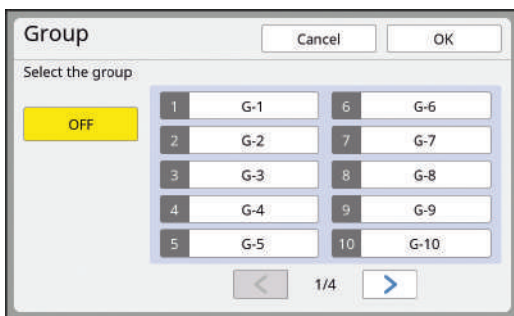 Group
Cancel OK
Select the group
OFF
1 G-1 6 G-6
2 G-2 7 G-7
3 G-3 8 G-8
4 G-4 9 G-9
5 G-5 10 G-10
1/4